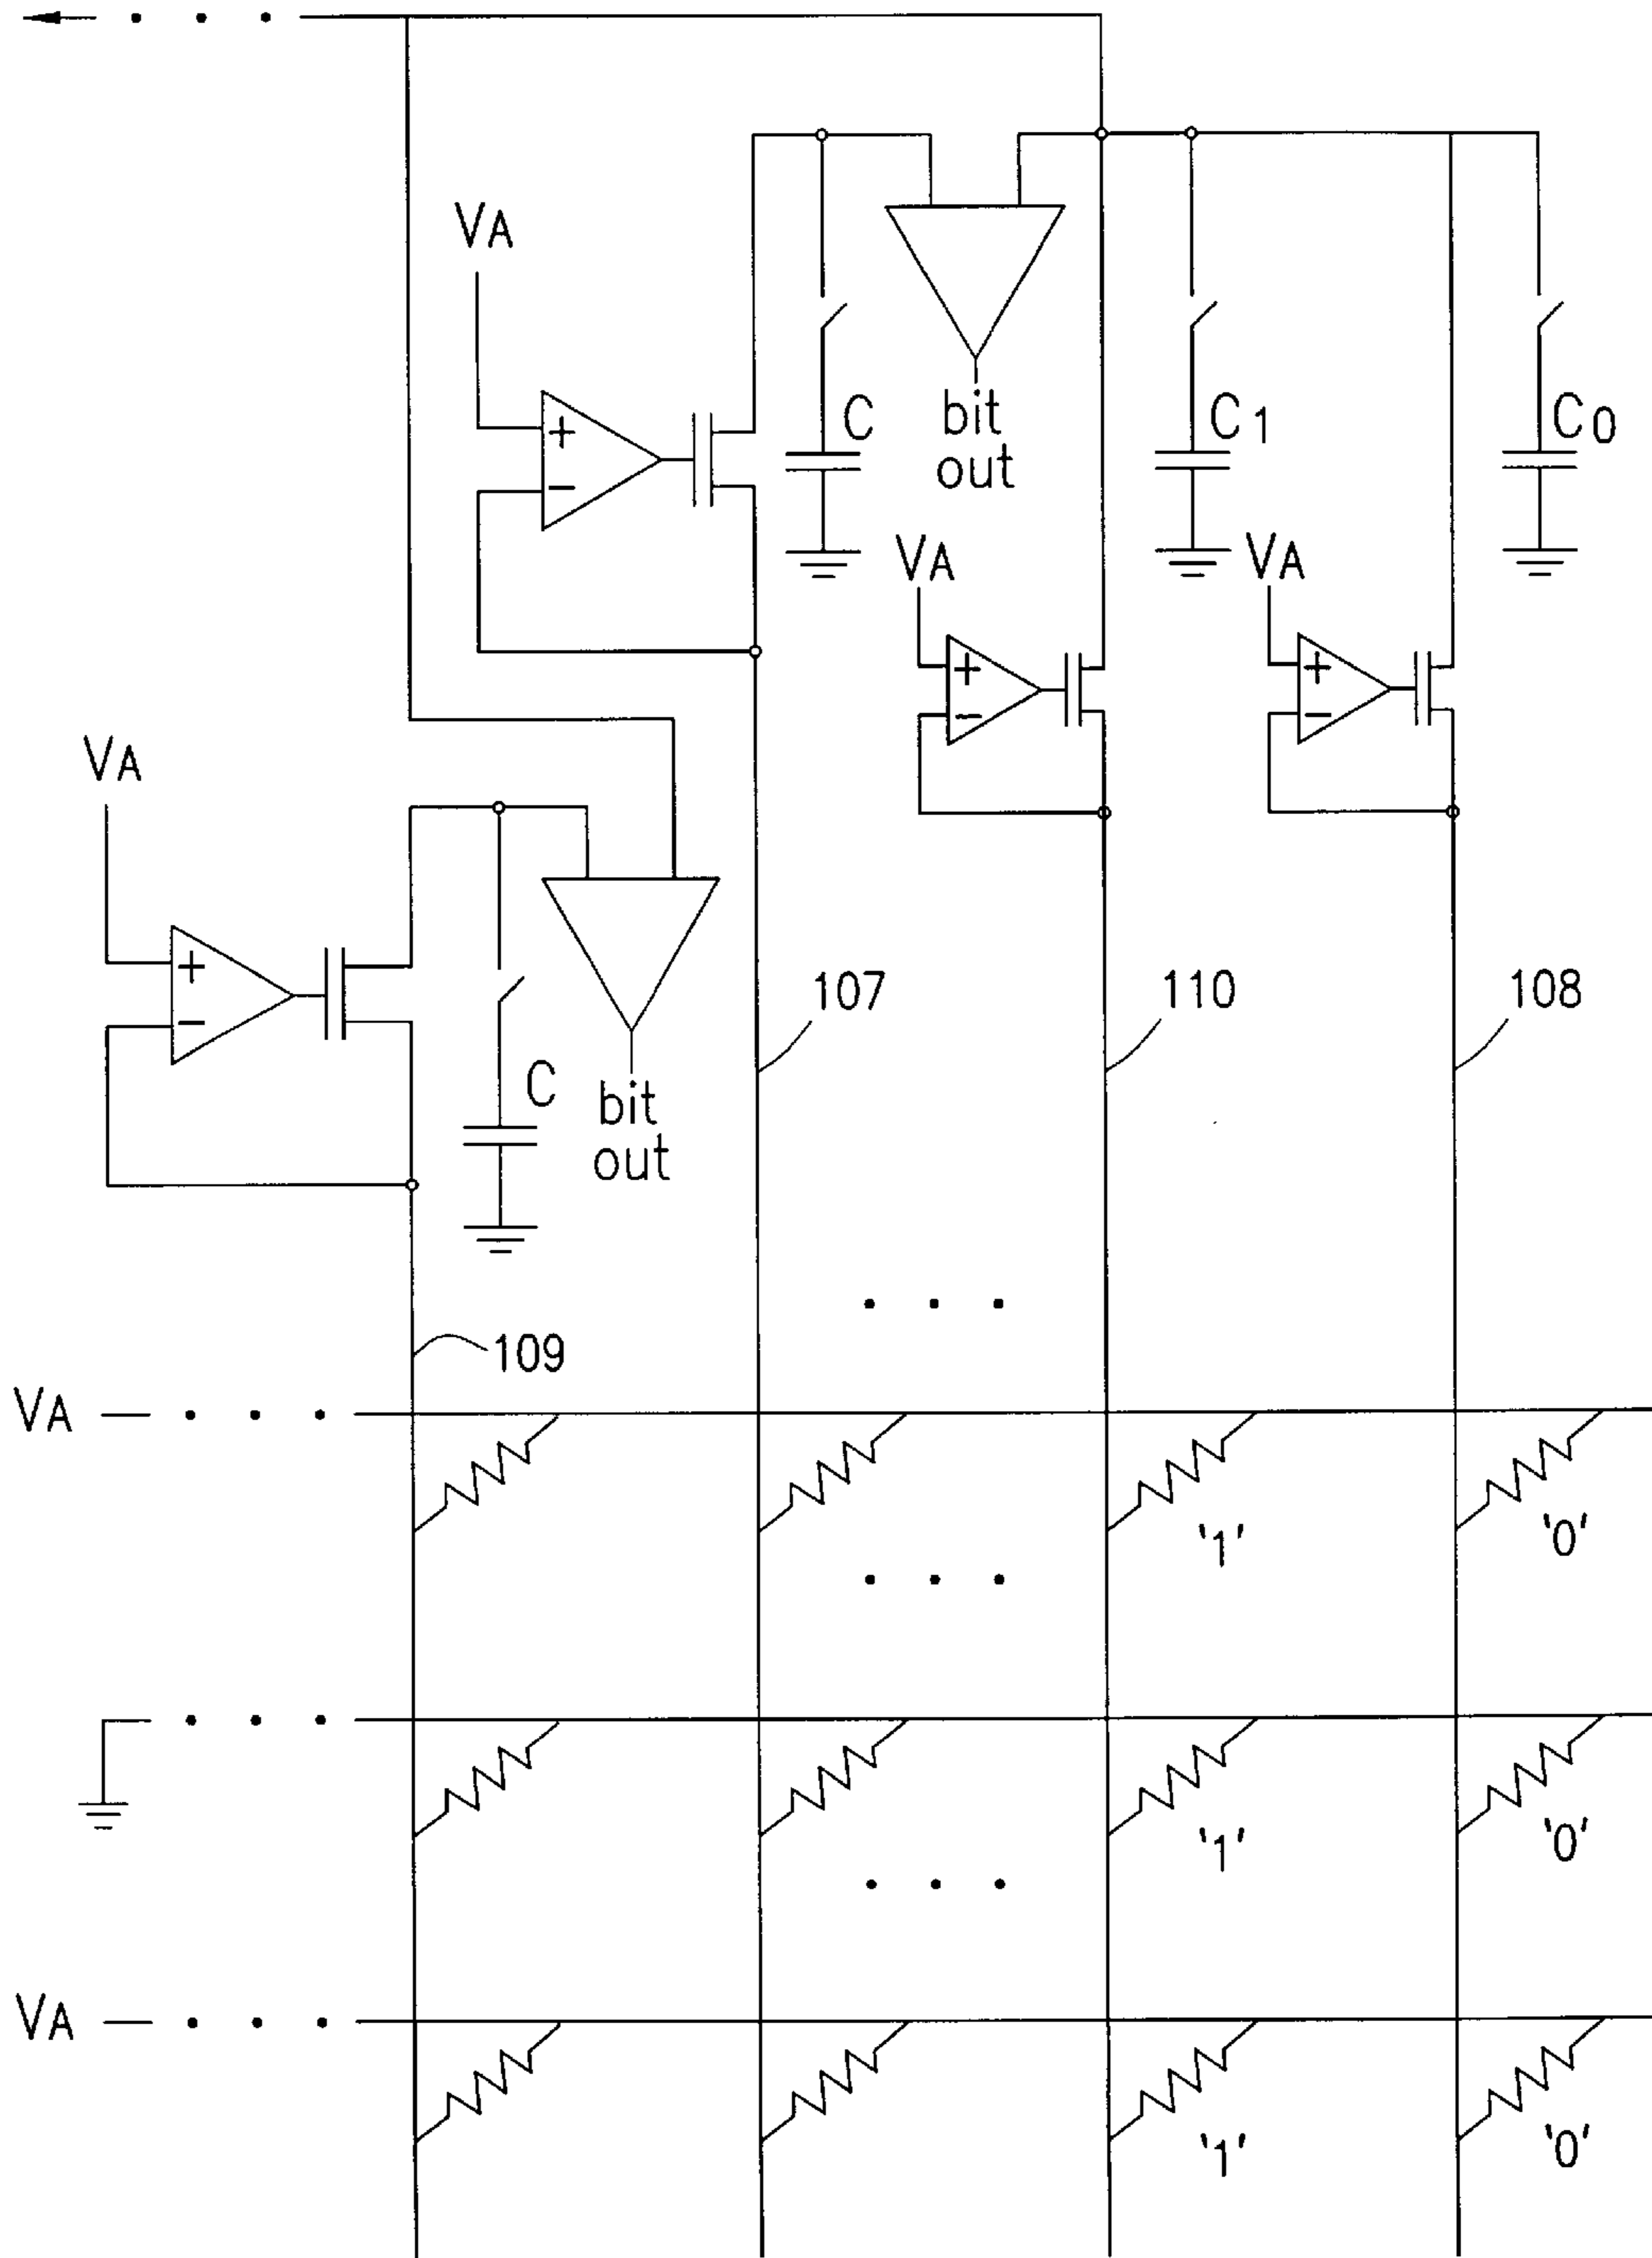 VA
+
−
C
bit
out
C1
C0
VA
+
−
VA
+
−
VA
+
−
C
bit
out
107
110
108
109
VA
'1'
'0'
'1'
'0'
VA
'1'
'0'